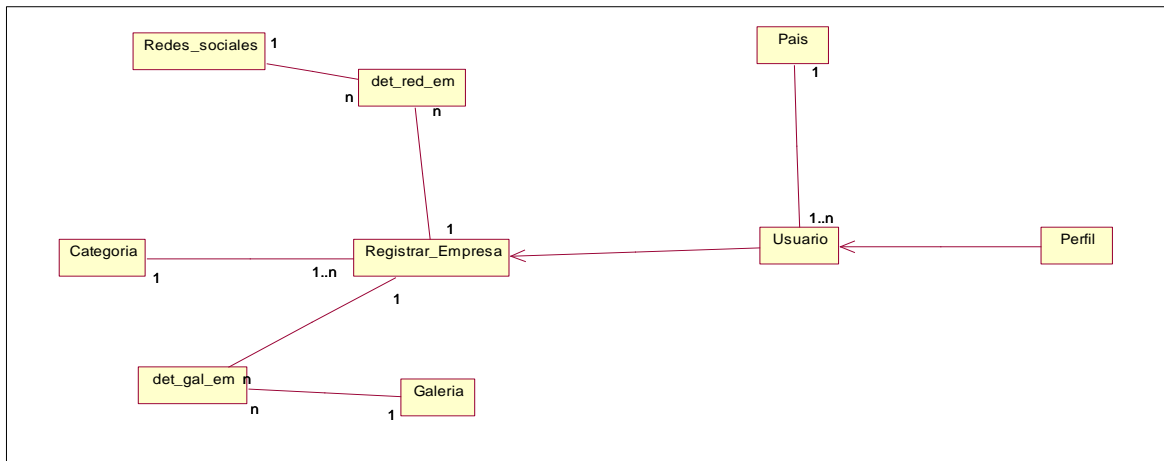 Redes_sociales
1
Pais
1
det_red_em
n
n
1
1..n
Categoria
Registrar_Empresa
Usuario
Perfil
1
1..n
1
det_gal_em
n
Galeria
n
1